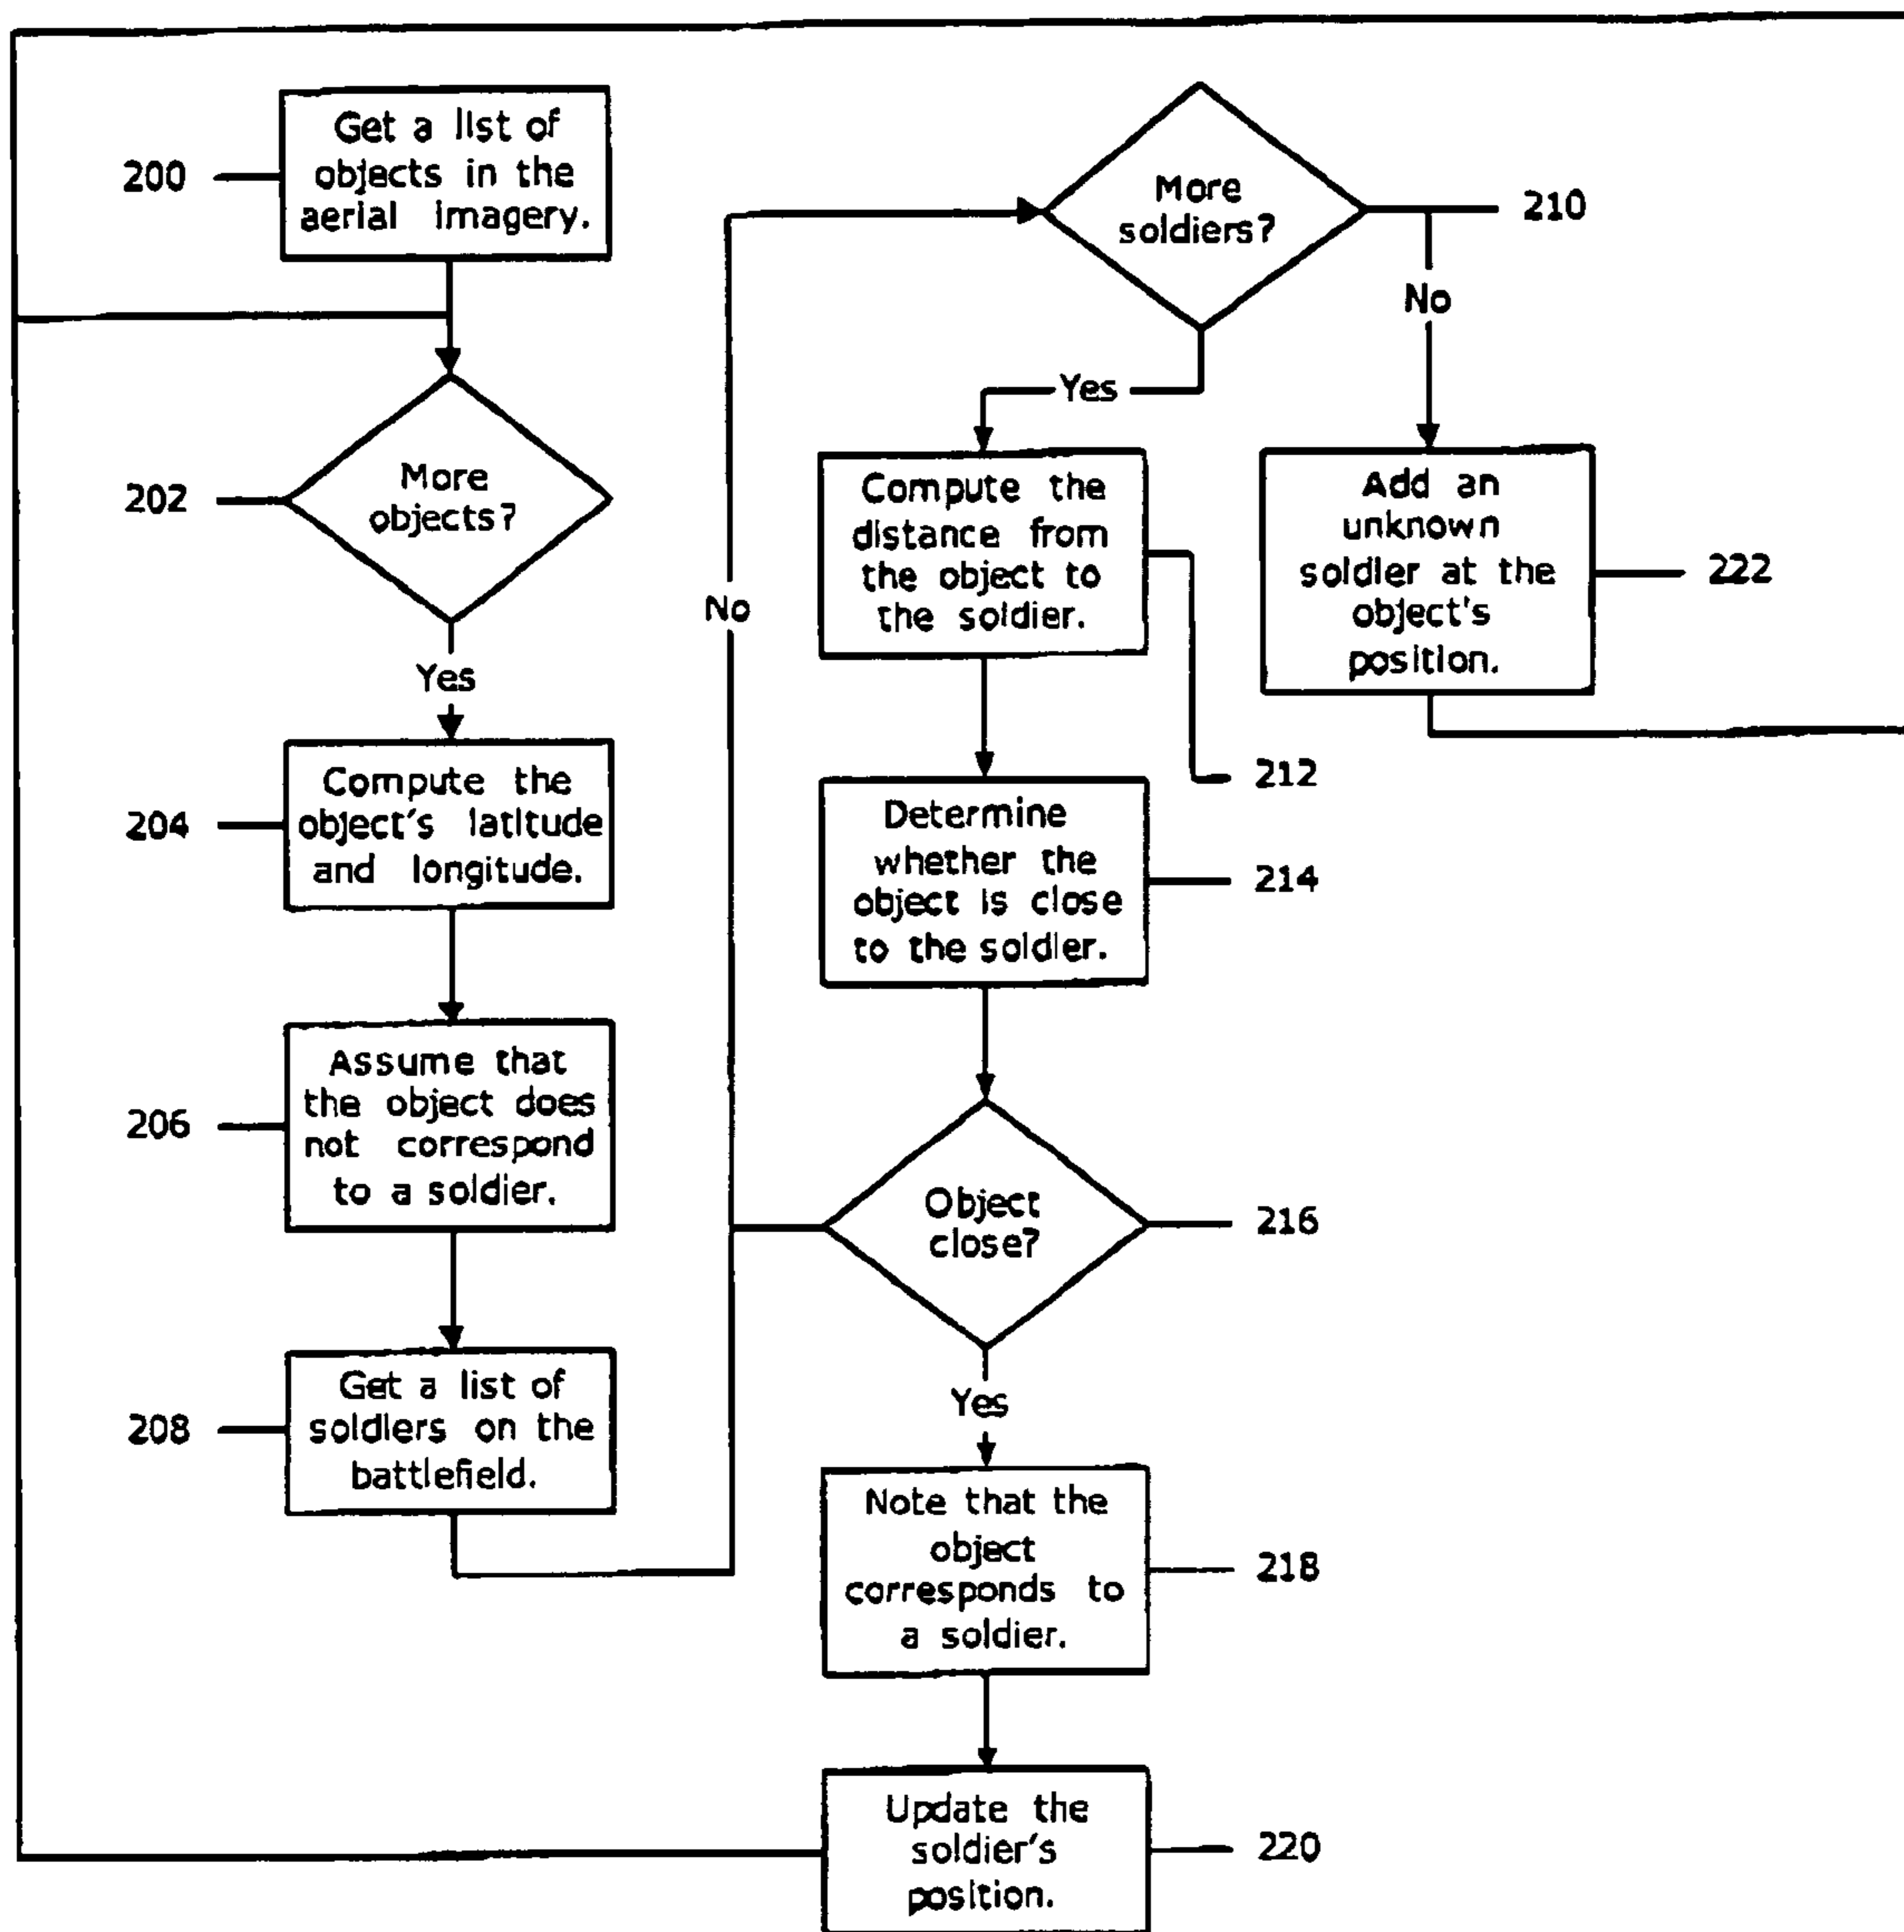 200
Get a list of
objects in the
aerial imagery.
202
More
objects?
Yes
204
Compute the
object's latitude
and longitude.
206
Assume that
the object does
not correspond
to a soldier.
208
Get a list of
soldiers on the
battlefield.
No
More
soldiers?
210
Yes
No
Compute the
distance from
the object to
the soldier.
212
Add an
unknown
soldier at the
object's
position.
222
Determine
whether the
object is close
to the soldier.
214
Object
close?
216
Yes
Note that the
object
corresponds to
a soldier.
218
Update the
soldier's
position.
220